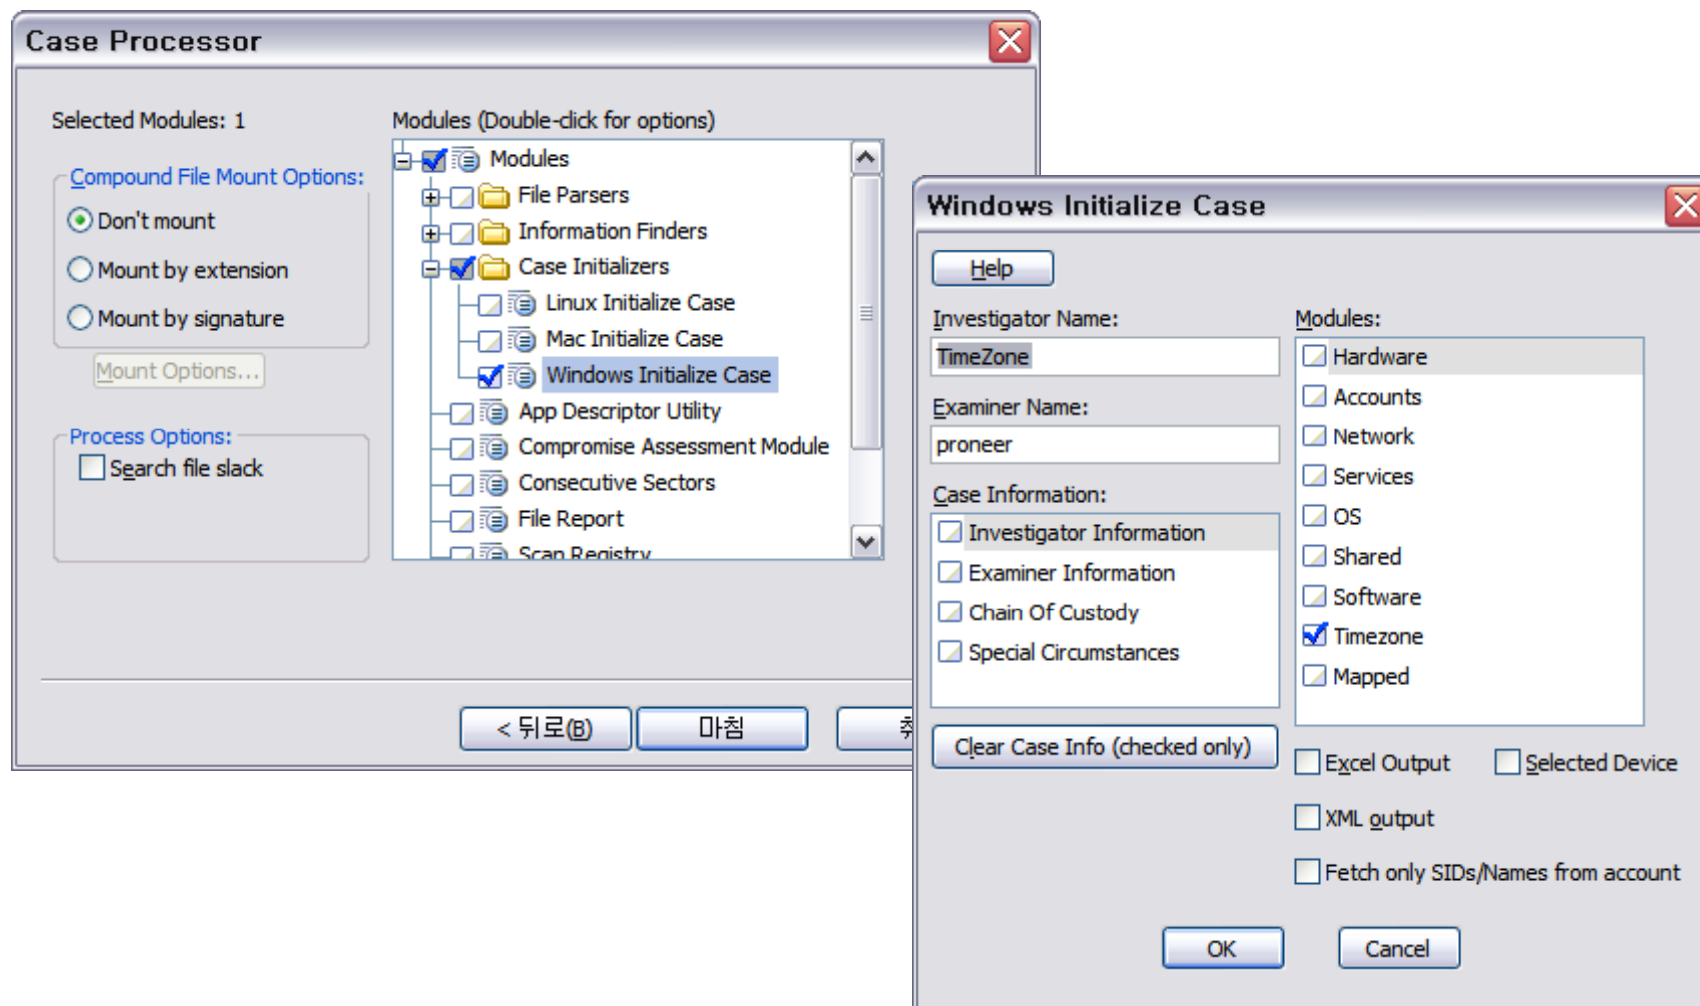 Case Processor
Selected Modules: 1
Compound File Mount Options:
Don't mount
Mount by extension
Mount by signature
Mount Options...
Process Options:
Search file slack
Modules (Double-click for options)
Modules
File Parsers
Information Finders
Case Initializers
Linux Initialize Case
Mac Initialize Case
Windows Initialize Case
App Descriptor Utility
Compromise Assessment Module
Consecutive Sectors
File Report
Scan Registry
< 뒤로(B)
마침
Windows Initialize Case
Help
Investigator Name:
TimeZone
Examiner Name:
proneer
Case Information:
Investigator Information
Examiner Information
Chain Of Custody
Special Circumstances
Clear Case Info (checked only)
Modules:
Hardware
Accounts
Network
Services
OS
Shared
Software
Timezone
Mapped
Excel Output
Selected Device
XML output
Fetch only SIDs/Names from account
OK
Cancel